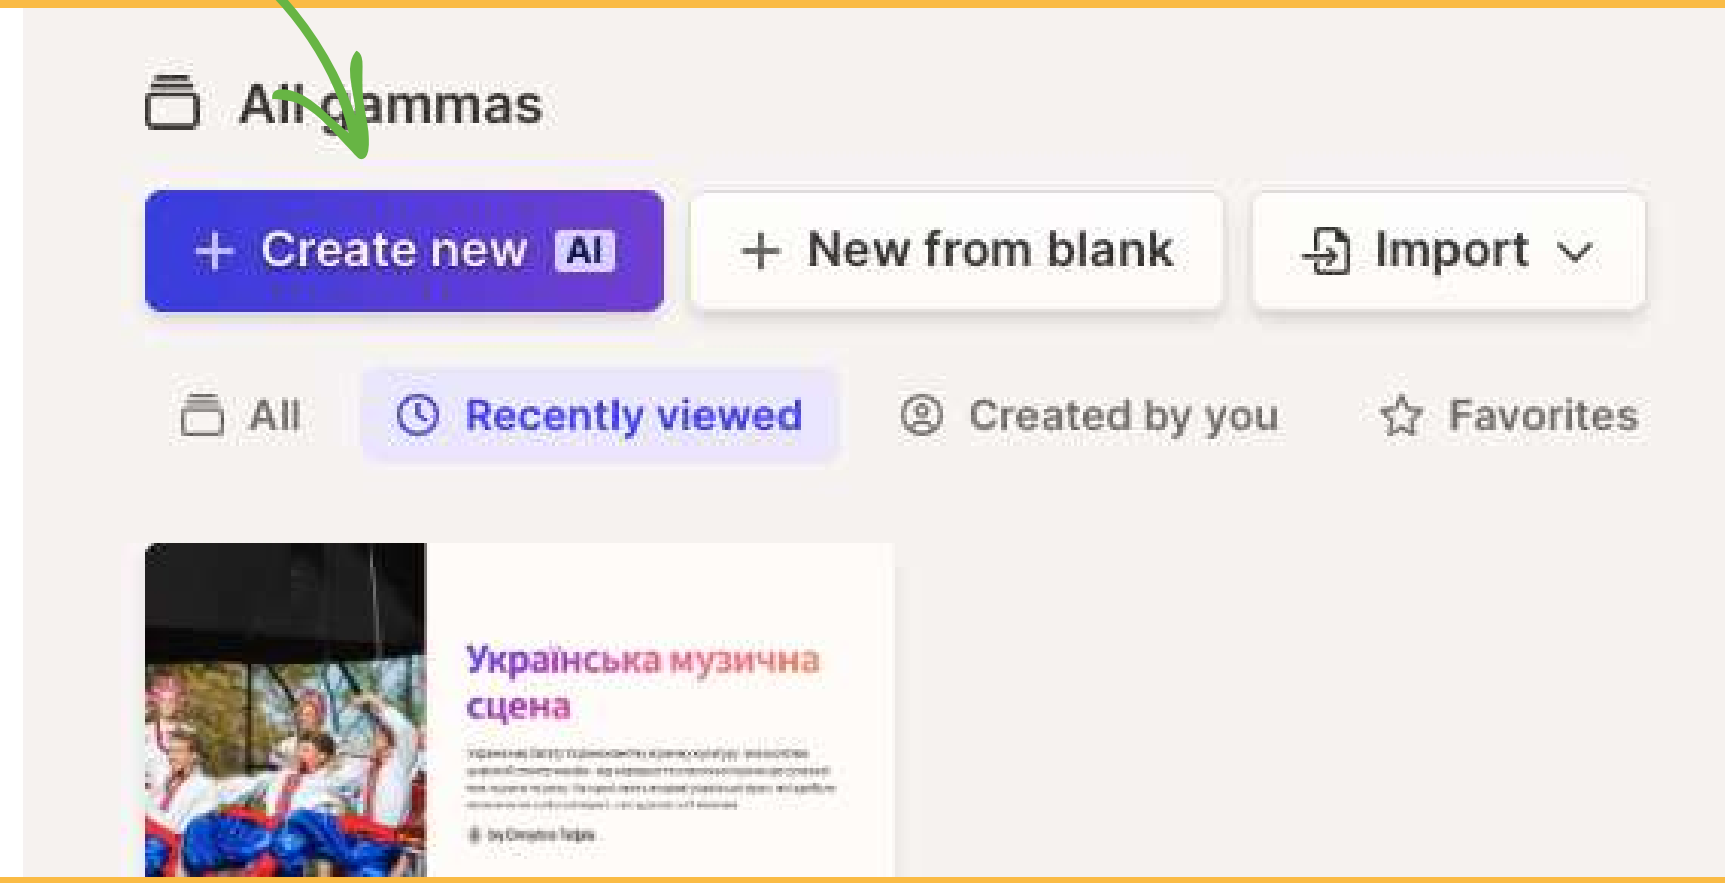 All gammas
+ Create new AI
+ New from blank
Import
All
Recently viewed
Created by you
Favorites
Українська музична
сцена